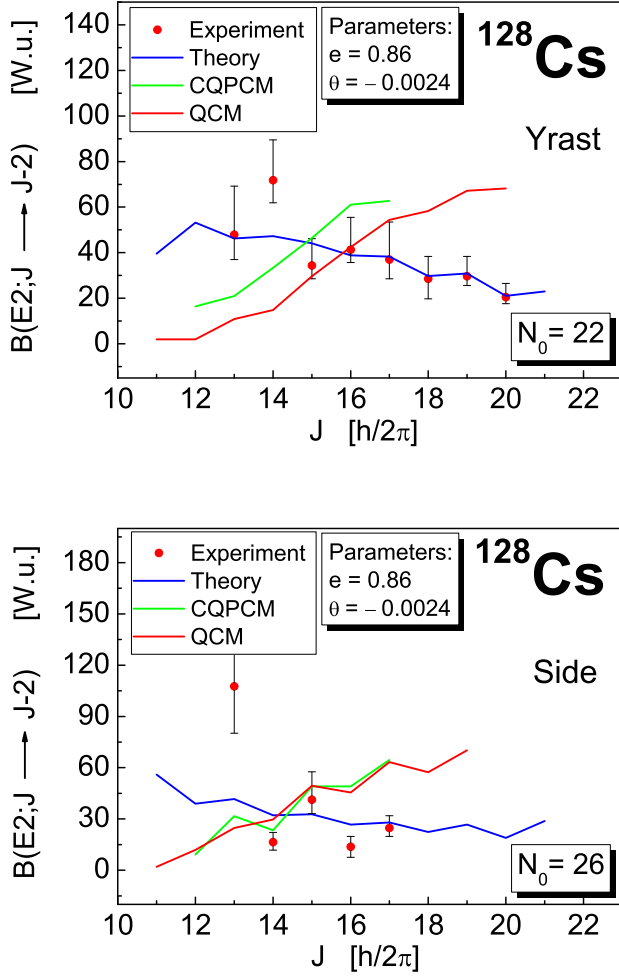 Experiment
Theory
CQPCM
QCM
Parameters:
e = 0.86
θ = − 0.0024
128Cs
Yrast
N0= 22
B(E2;J ⟶ J-2) [W.u.]
140
120
100
80
60
40
20
0
10 12 14 16 18 20 22
J [h/2π]
Experiment
Theory
CQPCM
QCM
Parameters:
e = 0.86
θ = − 0.0024
128Cs
Side
N0= 26
B(E2;J ⟶ J-2) [W.u.]
180
150
120
90
60
30
0
10 12 14 16 18 20 22
J [h/2π]